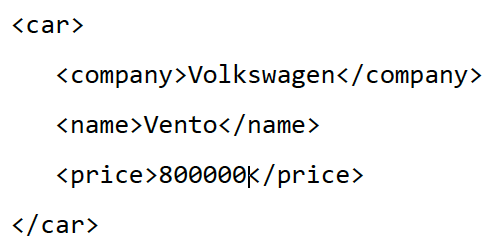 <car>
<company>Volkswagen</company>
<name>Vento</name>
<price>800000</price>
</car>